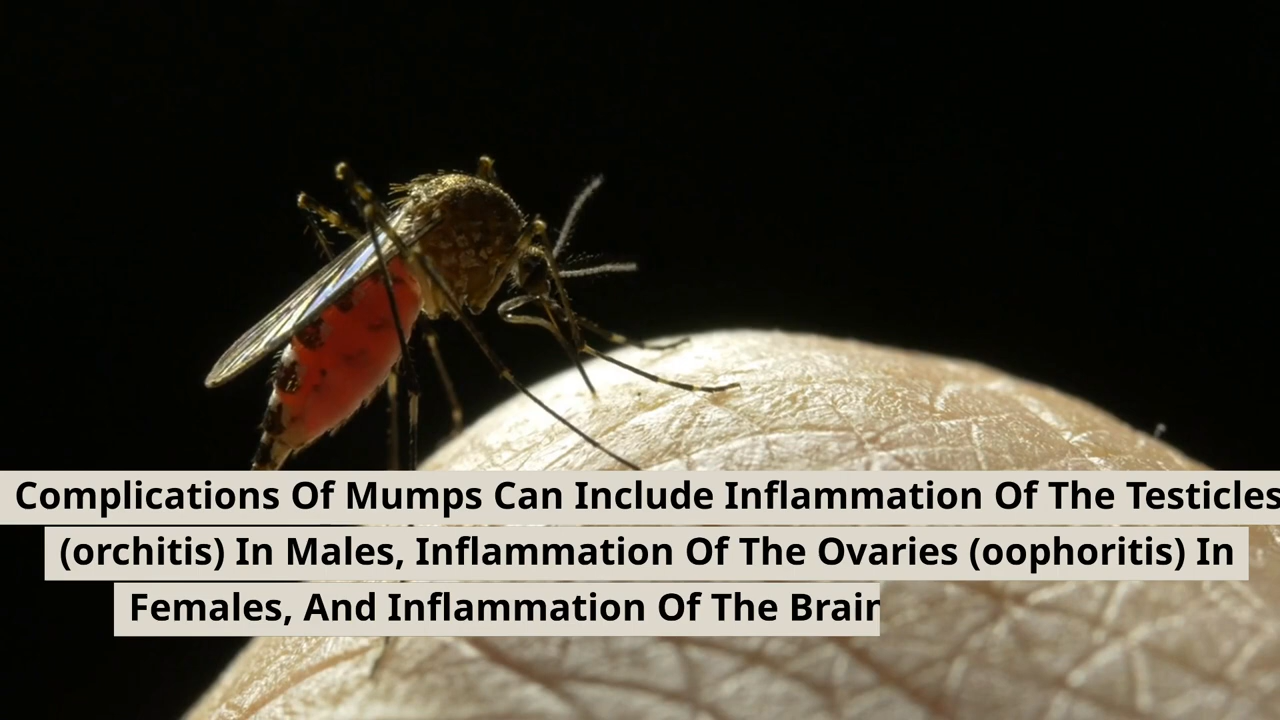 Complications Of Mumps Can Include Inflammation Of The Testicles
(orchitis) In Males, Inflammation Of The Ovaries (oophoritis) In
Females, And Inflammation Of The Brain